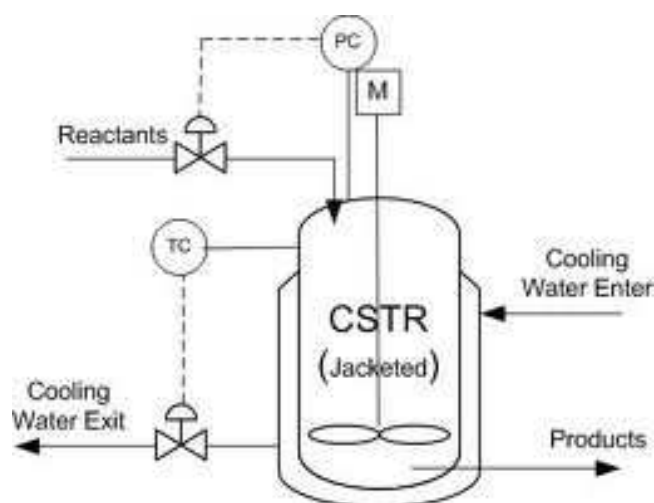 PC
M
Reactants
TC
Cooling
Water Enter
CSTR
(Jacketed)
Cooling
Water Exit
Products